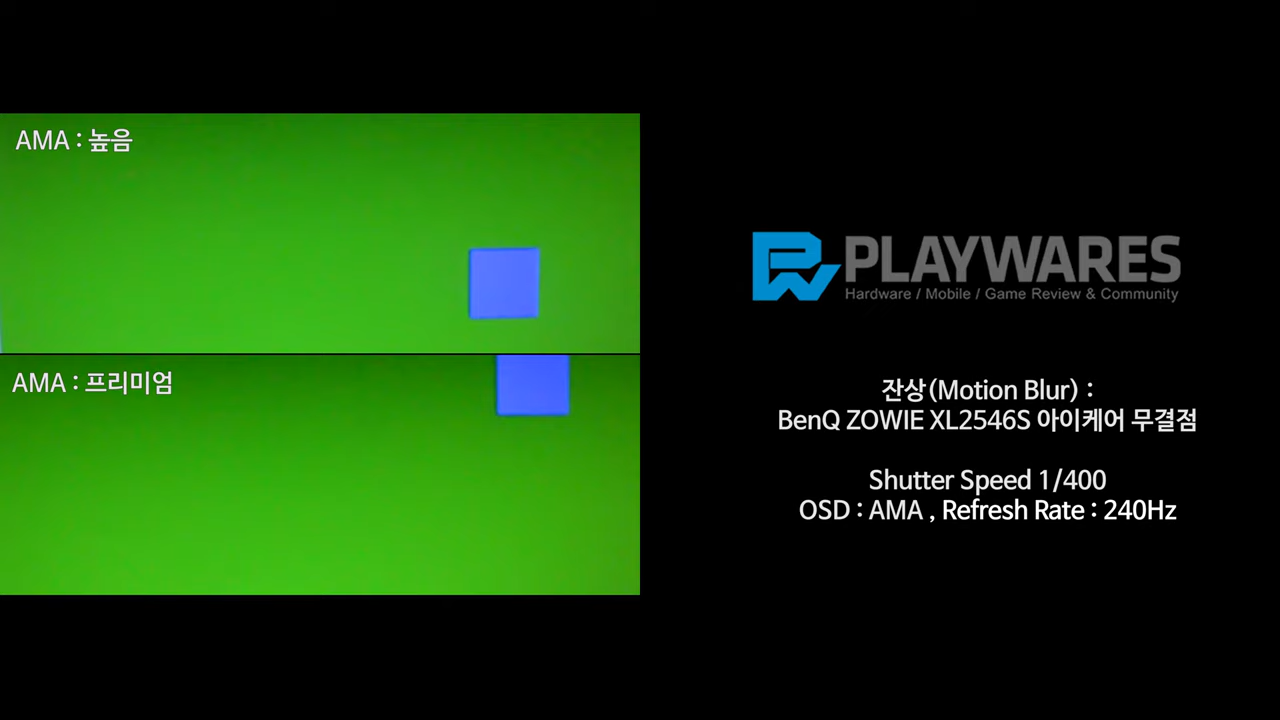 AMA : 높음
AMA : 프리미엄
PLAYWARES
Hardware / Mobile / Game Review & Community
잔상(Motion Blur) :
BenQ ZOWIE XL2546S 아이케어 무결점
Shutter Speed 1/400
OSD : AMA , Refresh Rate : 240Hz